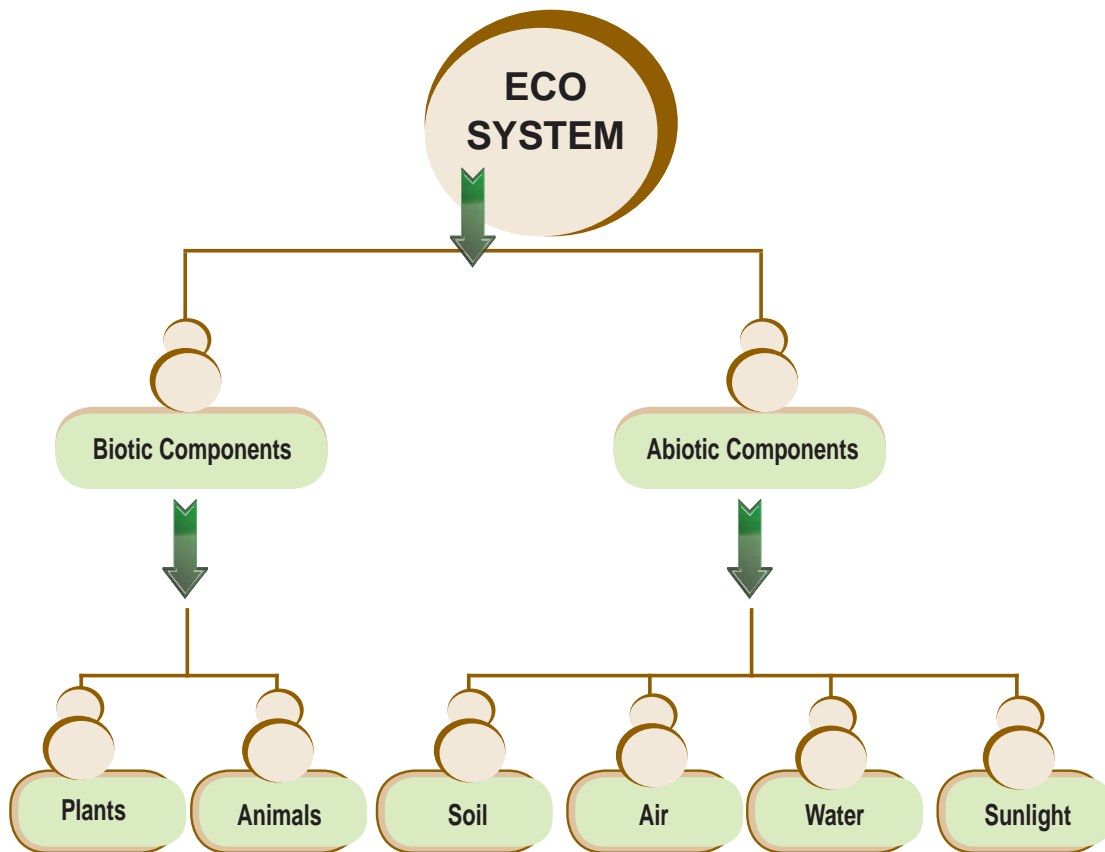 ECO
SYSTEM
Biotic Components
Abiotic Components
Plants
Animals
Soil
Air
Water
Sunlight